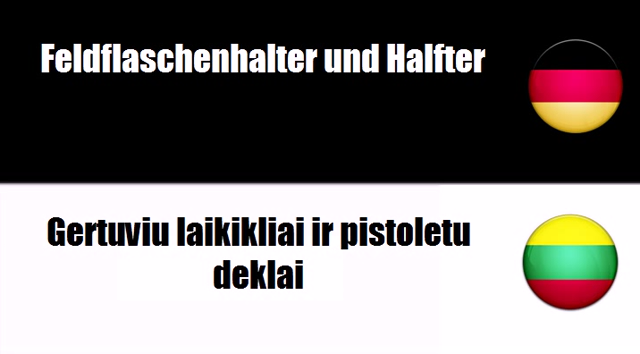 Feldflaschenhalter und Halfter
Gertuviu laikikliai ir pistoletu
deklai